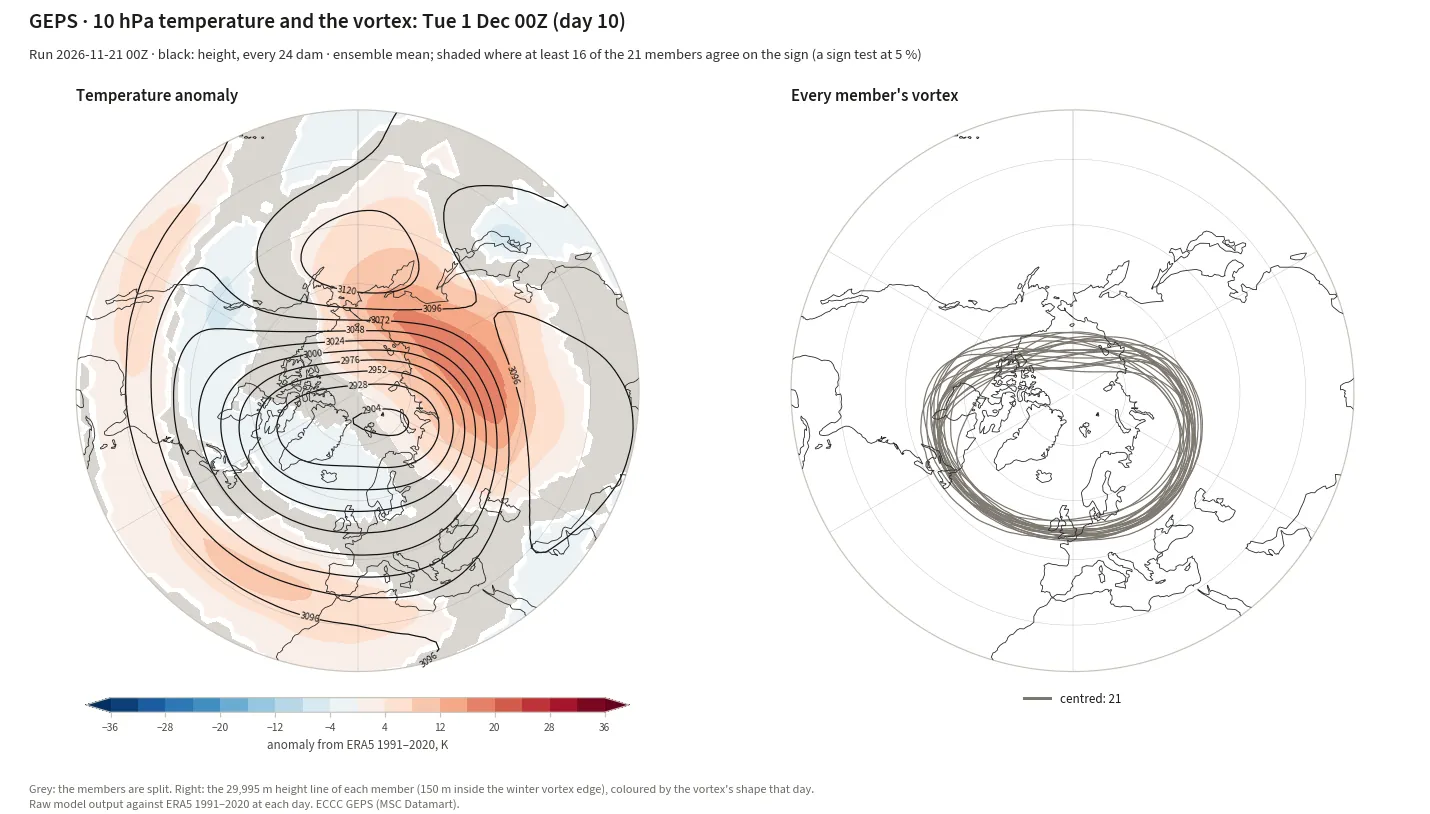 GEPS · 10 hPa temperature and the vortex: Tue 1 Dec 00Z (day 10)
Run 2026-11-21 00Z · black: height, every 24 dam · ensemble mean; shaded where at least 16 of the 21 members agree on the sign (a sign test at 5 %)
Temperature anomaly
Every member's vortex
3120
3096
3072
3048
3024
3000
2976
2952
2928
2904
3096
3096
3096
centred: 21
−36 −28 −20 −12 −4 4 12 20 28 36
anomaly from ERA5 1991–2020, K
Grey: the members are split. Right: the 29,995 m height line of each member (150 m inside the winter vortex edge), coloured by the vortex's shape that day.
Raw model output against ERA5 1991–2020 at each day. ECCC GEPS (MSC Datamart).